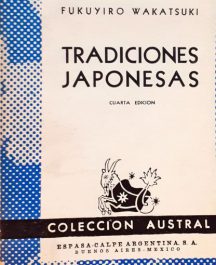 FUKUYIRO WAKATSUKI
TRADICIONES
JAPONESAS
CUARTA EDICION
COLECCION AUSTRAL
ESPASA-CALPE ARGENTINA, S. A.
BUENOS AIRES-MEXICO